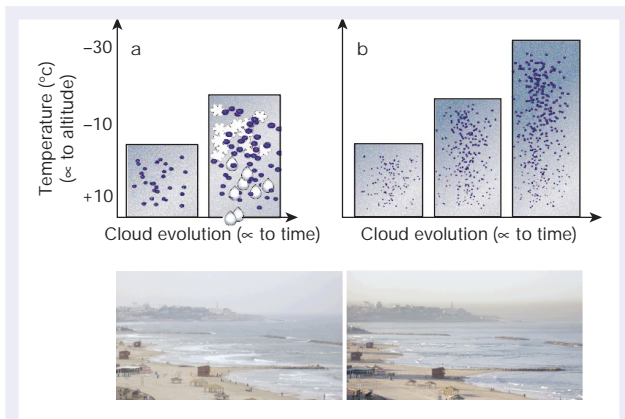 −30
−10
+10
Temperature (°c)
(∝ to altitude)
a
Cloud evolution (∝ to time)
b
Cloud evolution (∝ to time)